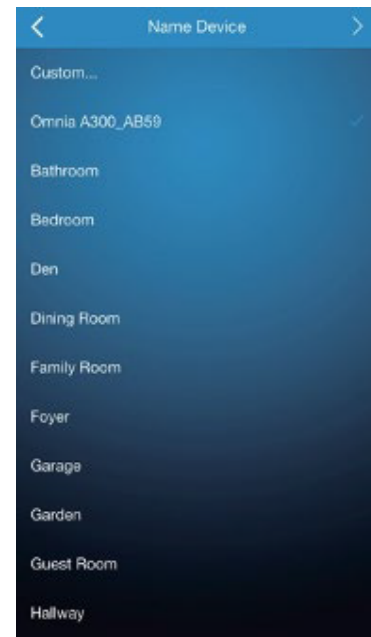 Name Device
Custom...
Omnia A300_AB59
Bathroom
Bedroom
Den
Dining Room
Family Room
Foyer
Garage
Garden
Guest Room
Hallway